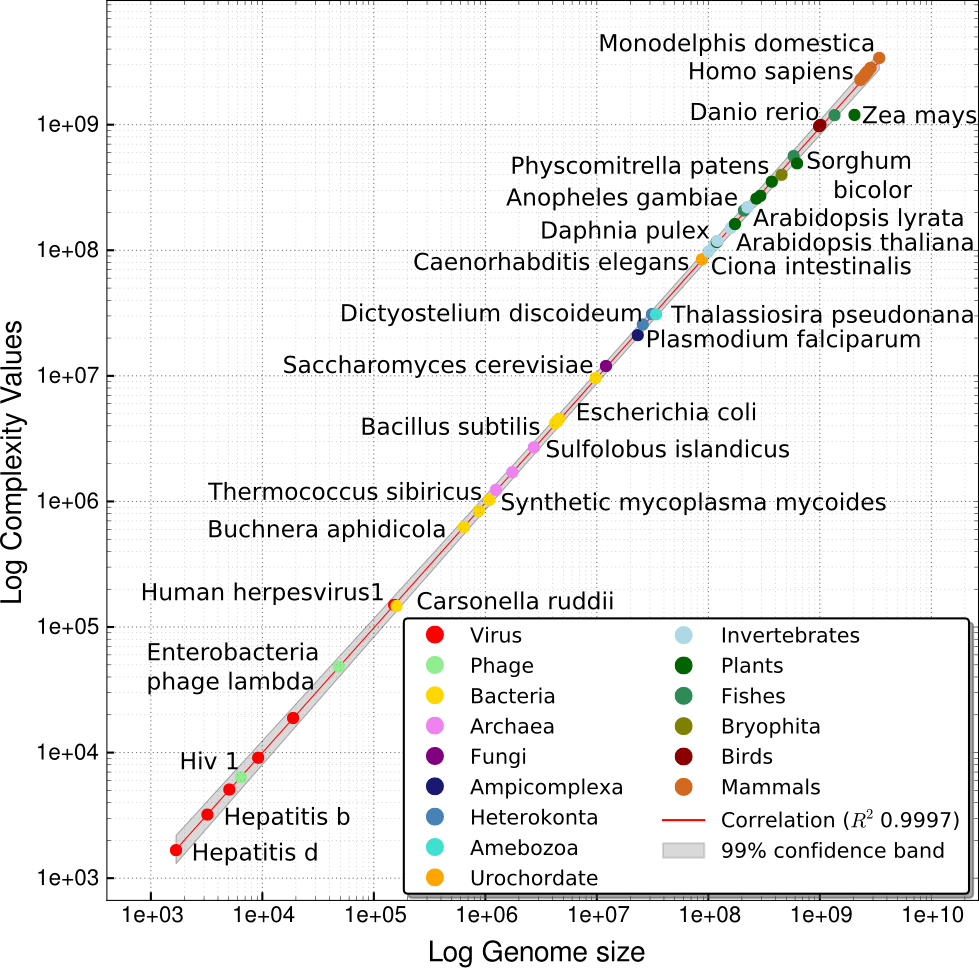 Monodelphis domestica
Homo sapiens
Danio rerio
Zea mays
Physcomitrella patens
Sorghum
bicolor
Anopheles gambiae
Arabidopsis lyrata
Daphnia pulex
Arabidopsis thaliana
Caenorhabditis elegans
Ciona intestinalis
Dictyostelium discoideum
Thalassiosira pseudonana
Plasmodium falciparum
Saccharomyces cerevisiae
Escherichia coli
Bacillus subtilis
Sulfolobus islandicus
Thermococcus sibiricus
Synthetic mycoplasma mycoides
Buchnera aphidicola
Human herpesvirus1
Carsonella ruddii
Enterobacteria
phage lambda
Hiv 1
Hepatitis b
Hepatitis d
Log Complexity Values
1e+09
1e+08
1e+07
1e+06
1e+05
1e+04
1e+03
Virus
Phage
Bacteria
Archaea
Fungi
Ampicomplexa
Heterokonta
Amebozoa
Urochordate
Invertebrates
Plants
Fishes
Bryophita
Birds
Mammals
Correlation (R² 0.9997)
99% confidence band
1e+03 1e+04 1e+05 1e+06 1e+07 1e+08 1e+09 1e+10
Log Genome size